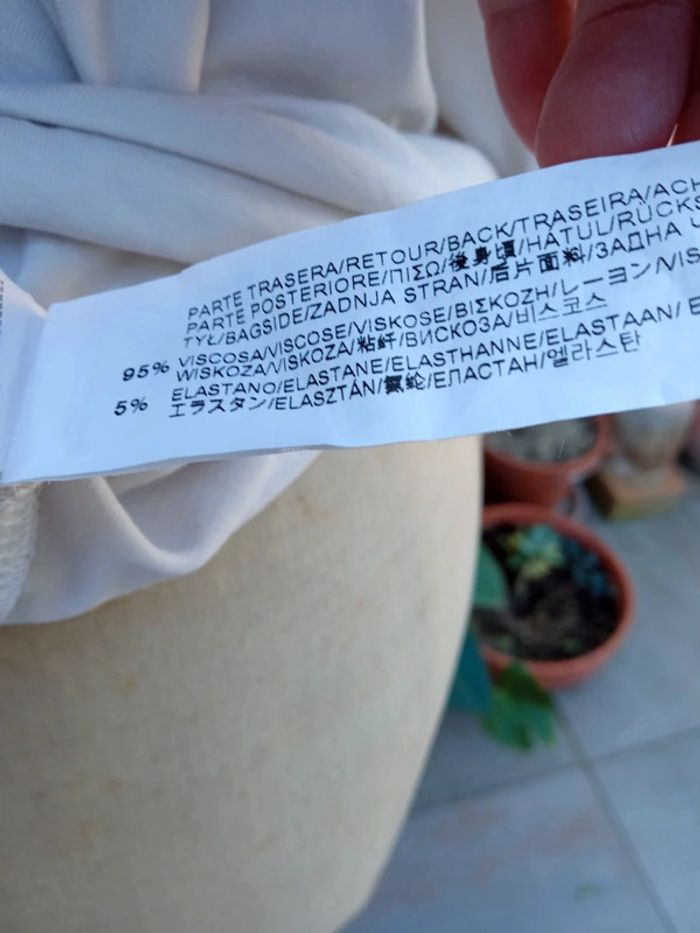 PARTE TRASERA/RETOUR/BACK/TRASEIRA/ACH
PARTE POSTERIORE/ΠΙΣΩ/後身頃/HÁTUL/RÜCKS
TYŁ/BAGSIDE/ZADNJA STRAN/后片面料/ЗАДНА
95% VISCOSA/VISCOSE/VISKOSE/ΒΙΣΚΟΖΗ/レーヨン/VIS
WISKOZA/VISKOZA/粘纤/ВИСКОЗА/비스코스
5% ELASTANO/ELASTANE/ELASTHANNE/ELASTAAN/
エラスタン/ELASZTÁN/氨纶/ЕЛАСТАН/엘라스탄